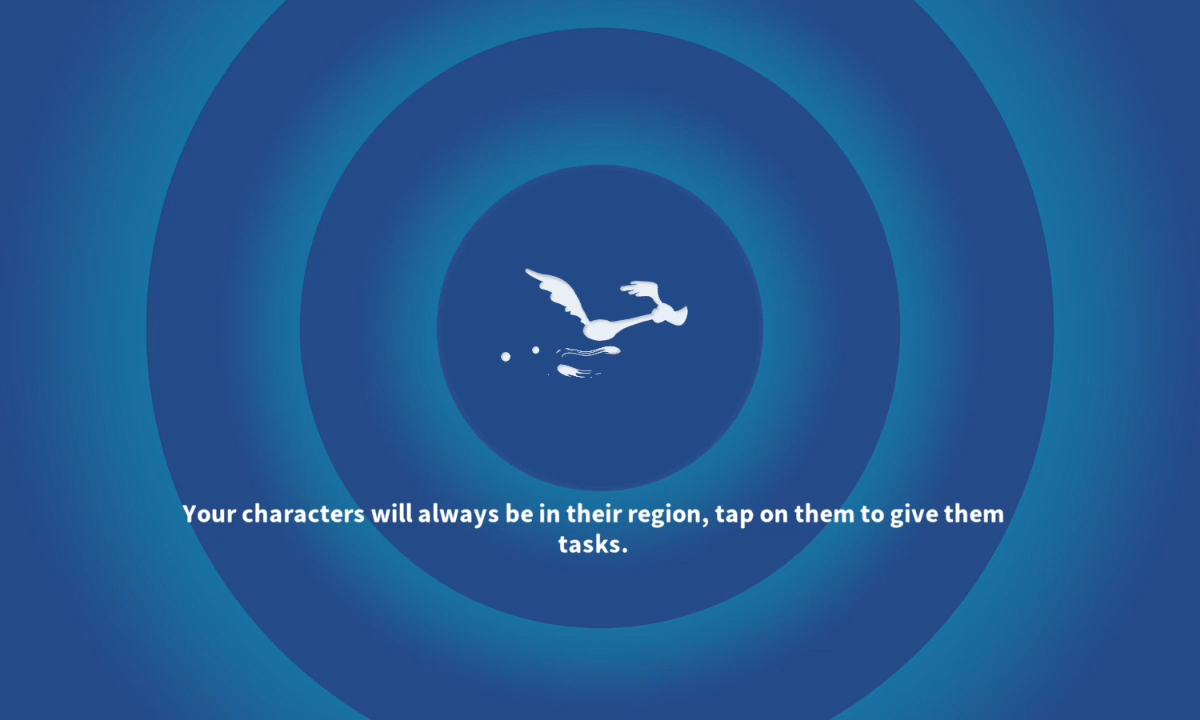 Your characters will always be in their region, tap on them to give them
tasks.